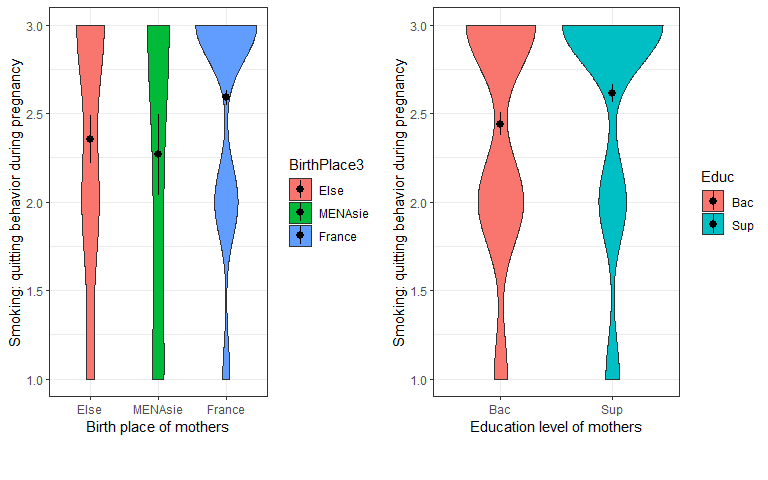 Smoking: quitting behavior during pregnancy
3.0
2.5
2.0
1.5
1.0
Else
MENAsie
France
Birth place of mothers
BirthPlace3
Else
MENAsie
France
Smoking: quitting behavior during pregnancy
3.0
2.5
2.0
1.5
1.0
Bac
Sup
Education level of mothers
Educ
Bac
Sup